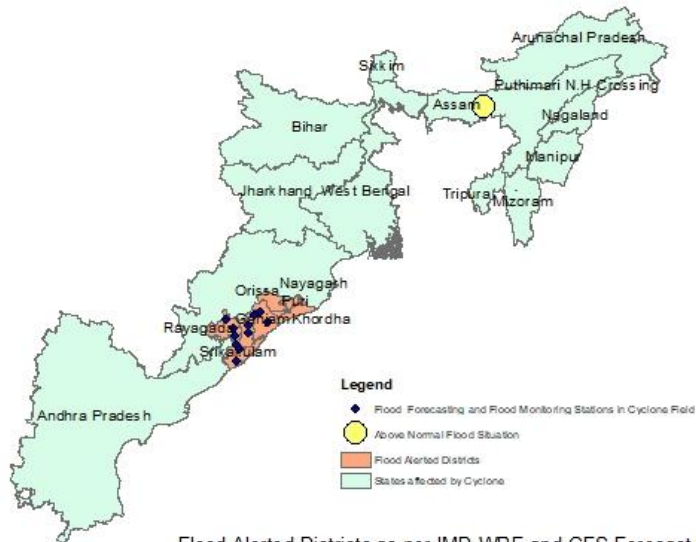 Arunachal Pradesh
Sikkim
Puthimari N.H Crossing
Assam
Nagaland
Bihar
Manipur
Jharkhand West Bengal
Tripura
Mizoram
Nayagash
Orissa
Puri
Ganjam Khordha
Rayagada
Srikakulam
Andhra Pradesh
Legend
Flood Forecasting and Flood Monitoring Stations in Cyclone Field
Above Normal Flood Situation
Flood Alerted Districts
States affected by Cyclone
Flood Alerted Districts as per IMD WRF and GFS Forecast